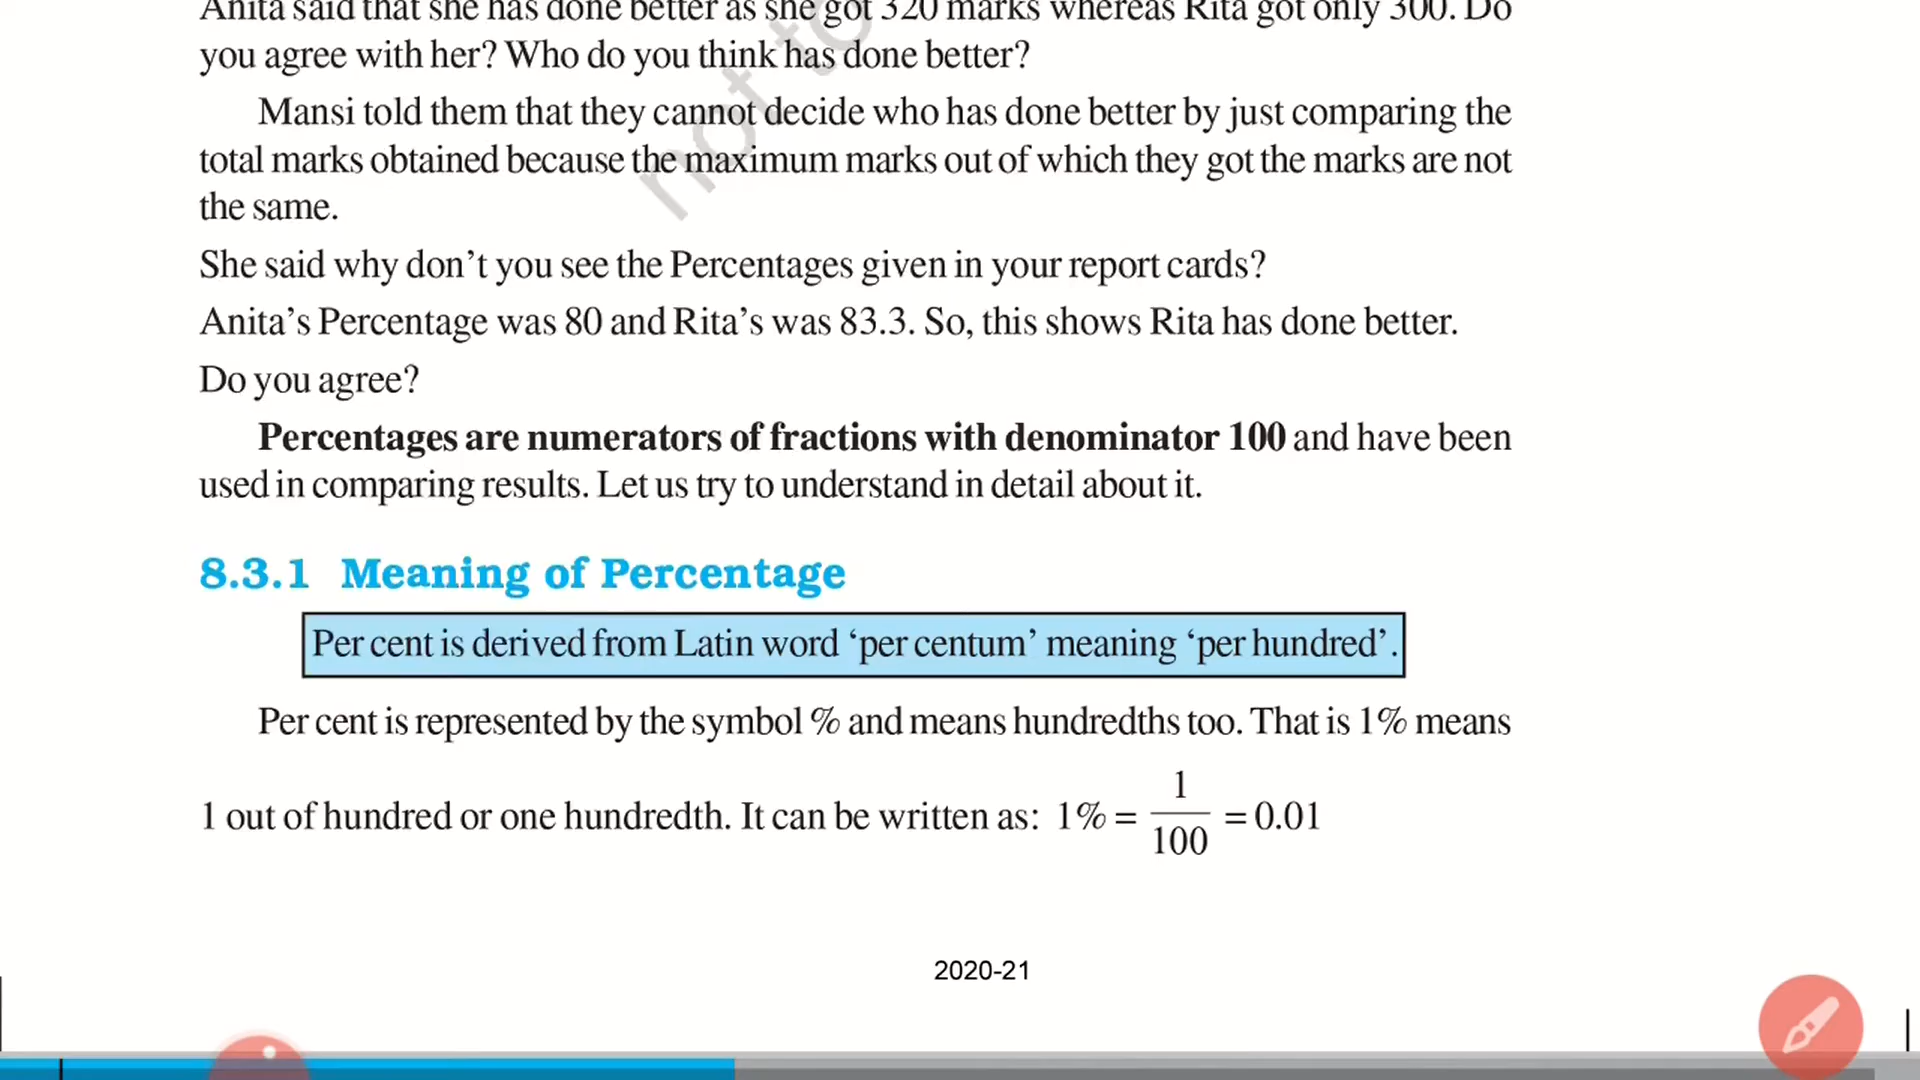 Anita said that she has done better as she got 320 marks whereas Rita got only 300. Do
you agree with her? Who do you think has done better?
Mansi told them that they cannot decide who has done better by just comparing the
total marks obtained because the maximum marks out of which they got the marks are not
the same.
She said why don’t you see the Percentages given in your report cards?
Anita’s Percentage was 80 and Rita’s was 83.3. So, this shows Rita has done better.
Do you agree?
Percentages are numerators of fractions with denominator 100 and have been
used in comparing results. Let us try to understand in detail about it.
8.3.1 Meaning of Percentage
Per cent is derived from Latin word ‘per centum’ meaning ‘per hundred’.
Per cent is represented by the symbol % and means hundredths too. That is 1% means
1 out of hundred or one hundredth. It can be written as: 1% = 1/100 = 0.01
2020-21
not to